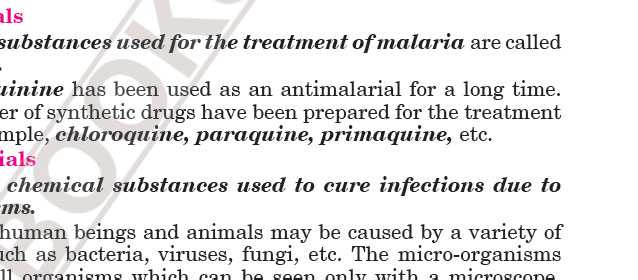 als
substances used for the treatment of malaria are called
uinine has been used as an antimalarial for a long time.
er of synthetic drugs have been prepared for the treatment
mple, chloroquine, paraquine, primaquine, etc.
ials
chemical substances used to cure infections due to
ms.
human beings and animals may be caused by a variety of
uch as bacteria, viruses, fungi, etc. The micro-organisms
ll organisms which can be seen only with a microscope.